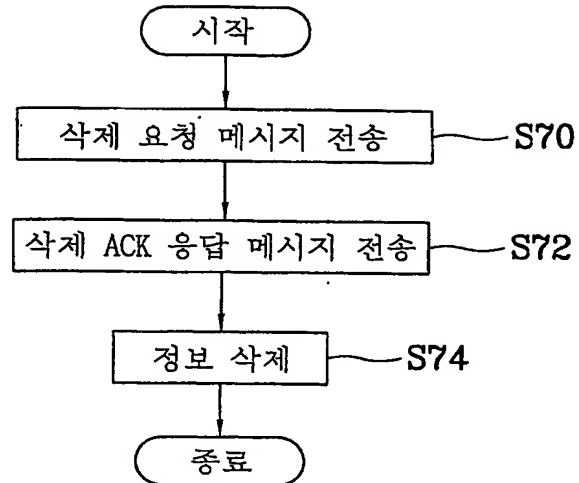 시작
삭제 요청 메시지 전송 S70
삭제 ACK 응답 메시지 전송 S72
정보 삭제 S74
종료